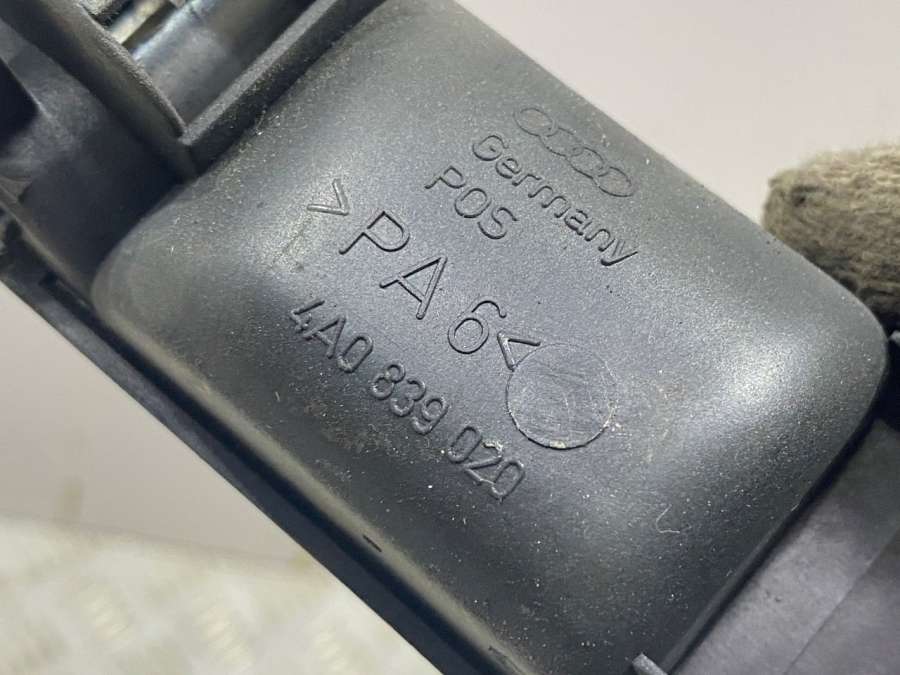 Germany
POS
>PA 6<
4A0 839 020